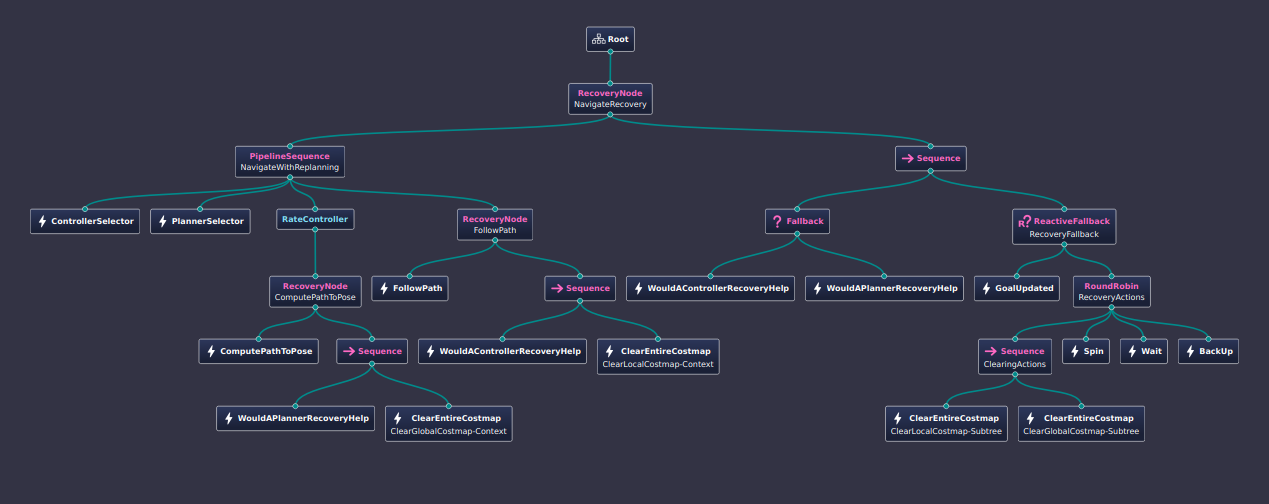 Root
RecoveryNode
NavigateRecovery
PipelineSequence
NavigateWithReplanning
Sequence
ControllerSelector
PlannerSelector
RateController
RecoveryNode
FollowPath
? Fallback
R? ReactiveFallback
RecoveryFallback
RecoveryNode
ComputePathToPose
FollowPath
Sequence
WouldAControllerRecoveryHelp
WouldAPlannerRecoveryHelp
GoalUpdated
RoundRobin
RecoveryActions
ComputePathToPose
Sequence
WouldAControllerRecoveryHelp
ClearEntireCostmap
ClearLocalCostmap-Context
Sequence
ClearingActions
Spin
Wait
BackUp
WouldAPlannerRecoveryHelp
ClearEntireCostmap
ClearGlobalCostmap-Context
ClearEntireCostmap
ClearLocalCostmap-Subtree
ClearEntireCostmap
ClearGlobalCostmap-Subtree